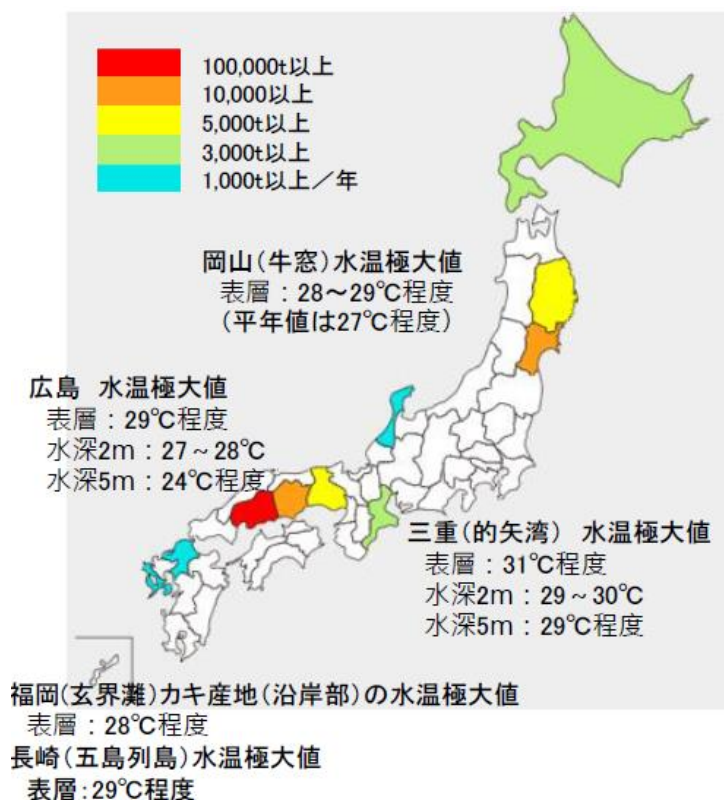 100,000t以上
10,000以上
5,000t以上
3,000t以上
1,000t以上／年
岡山(牛窓)水温極大値
表層：28～29℃程度
(平年値は27℃程度)
広島 水温極大値
表層：29℃程度
水深2m：27～28℃
水深5m：24℃程度
三重(的矢湾) 水温極大値
表層：31℃程度
水深2m：29～30℃
水深5m：29℃程度
福岡(玄界灘)カキ産地(沿岸部)の水温極大値
表層：28℃程度
長崎(五島列島)水温極大値
表層：29℃程度